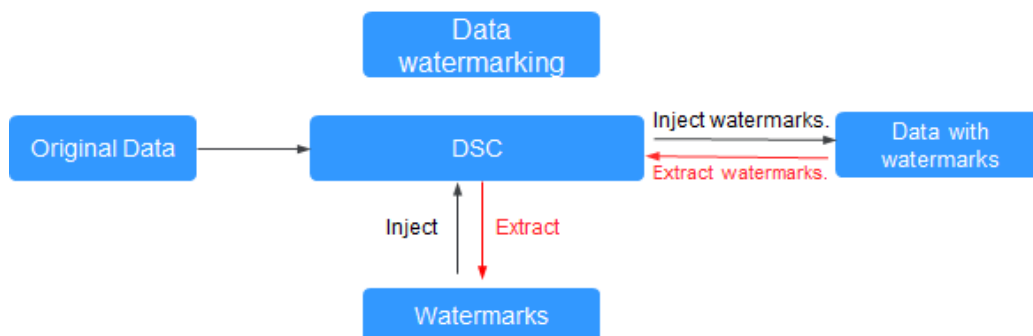 Data
watermarking
Original Data
DSC
Inject watermarks.
Extract watermarks.
Data with
watermarks
Inject
Extract
Watermarks